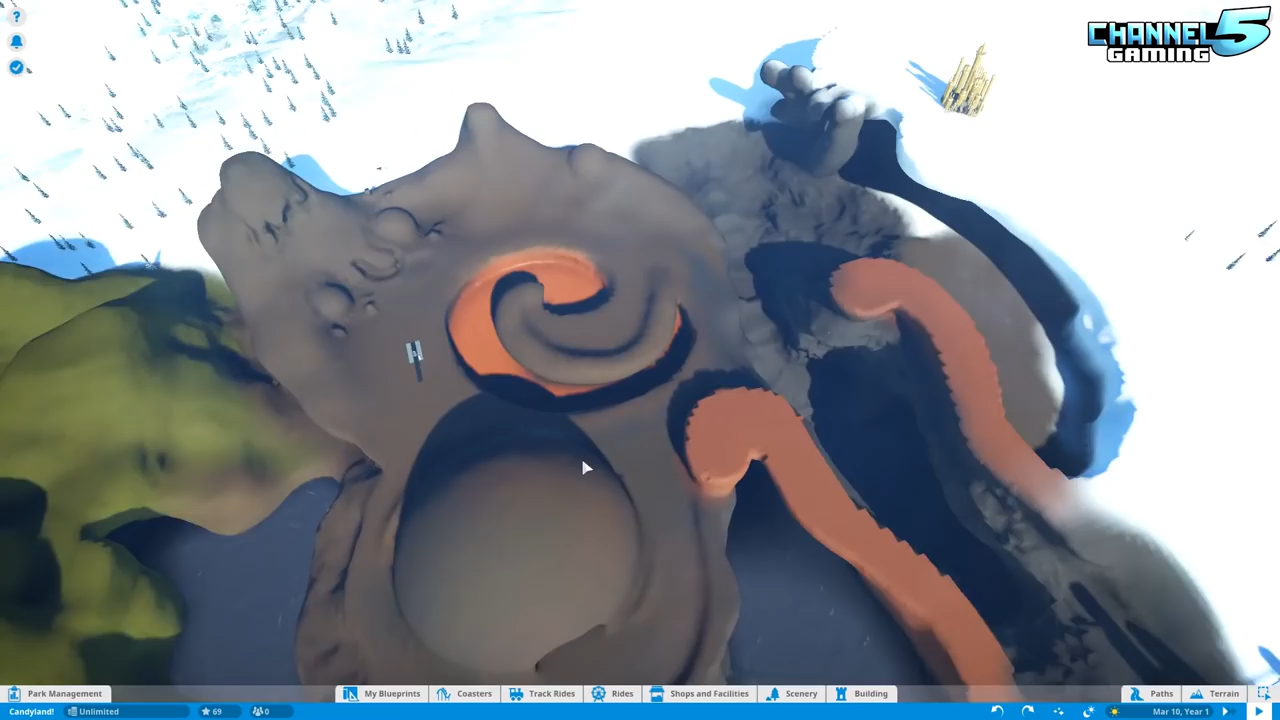 CHANNEL 5
GAMING
Park Management
My Blueprints
Coasters
Track Rides
Rides
Shops and Facilities
Scenery
Building
Paths
Terrain
Candyland!
Unlimited
69
0
Mar 10, Year 1